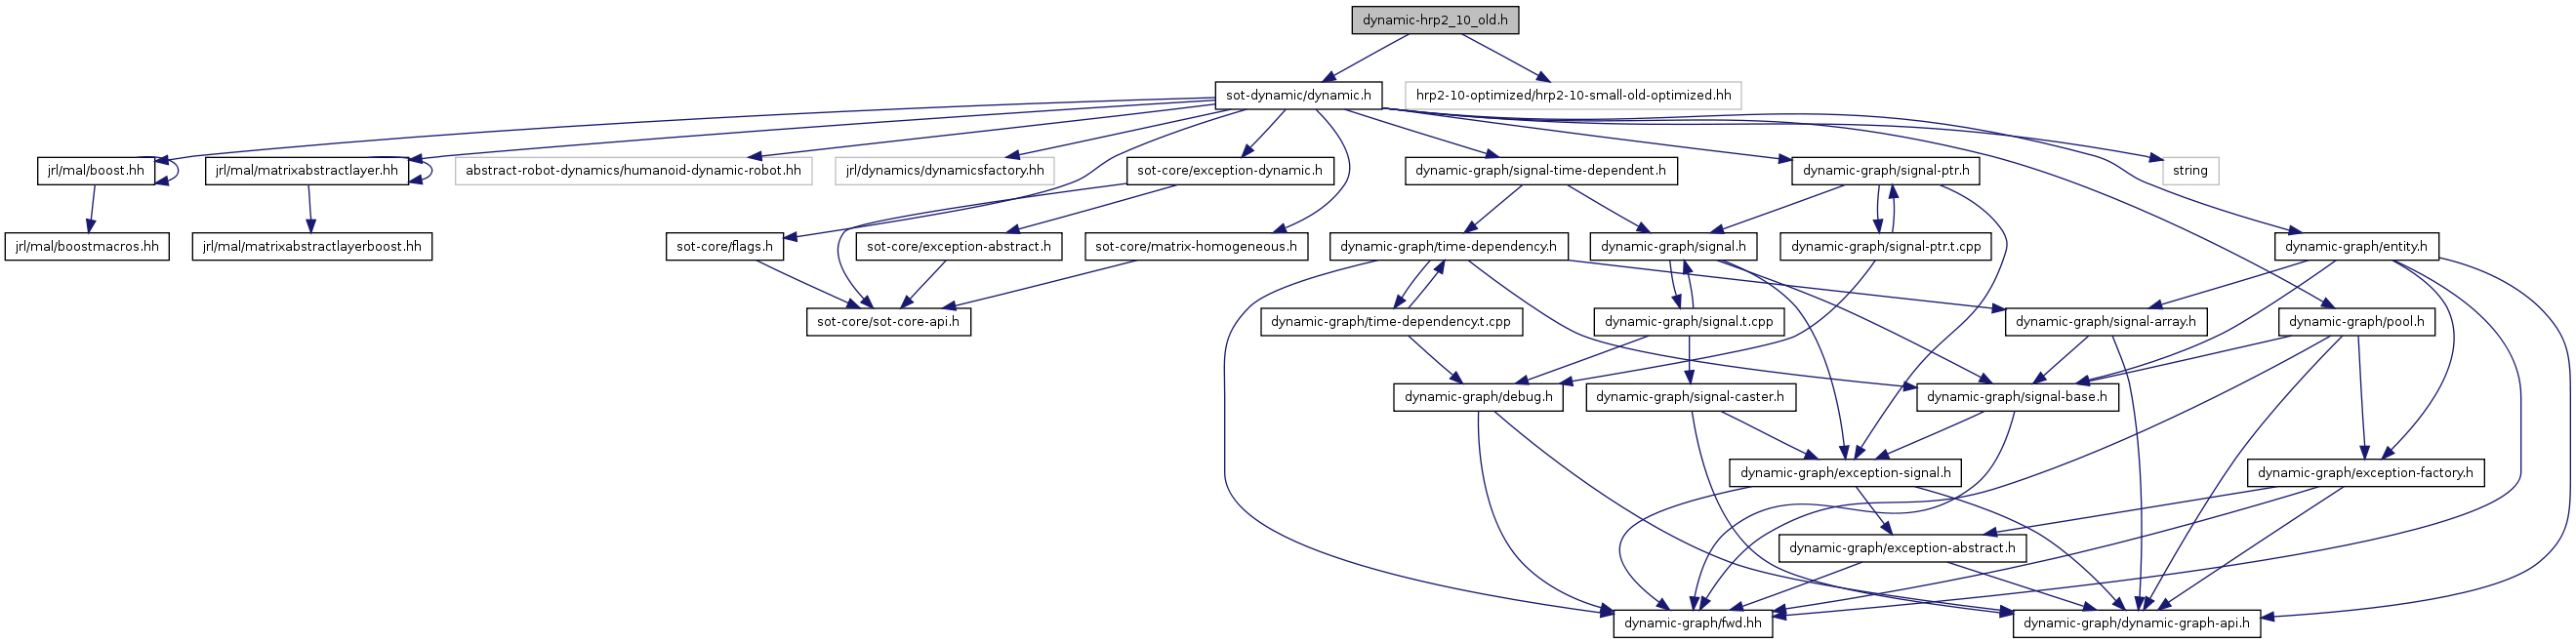 dynamic-hrp2_10_old.h
sot-dynamic/dynamic.h
hrp2-10-optimized/hrp2-10-small-old-optimized.hh
jrl/mal/boost.hh
jrl/mal/matrixabstractlayer.hh
abstract-robot-dynamics/humanoid-dynamic-robot.hh
jrl/dynamics/dynamicsfactory.hh
sot-core/exception-dynamic.h
dynamic-graph/signal-time-dependent.h
dynamic-graph/signal-ptr.h
string
jrl/mal/boostmacros.hh
jrl/mal/matrixabstractlayerboost.hh
sot-core/flags.h
sot-core/exception-abstract.h
sot-core/matrix-homogeneous.h
dynamic-graph/time-dependency.h
dynamic-graph/signal.h
dynamic-graph/signal-ptr.t.cpp
dynamic-graph/entity.h
sot-core/sot-core-api.h
dynamic-graph/time-dependency.t.cpp
dynamic-graph/signal.t.cpp
dynamic-graph/signal-array.h
dynamic-graph/pool.h
dynamic-graph/debug.h
dynamic-graph/signal-caster.h
dynamic-graph/signal-base.h
dynamic-graph/exception-signal.h
dynamic-graph/exception-factory.h
dynamic-graph/exception-abstract.h
dynamic-graph/fwd.hh
dynamic-graph/dynamic-graph-api.h